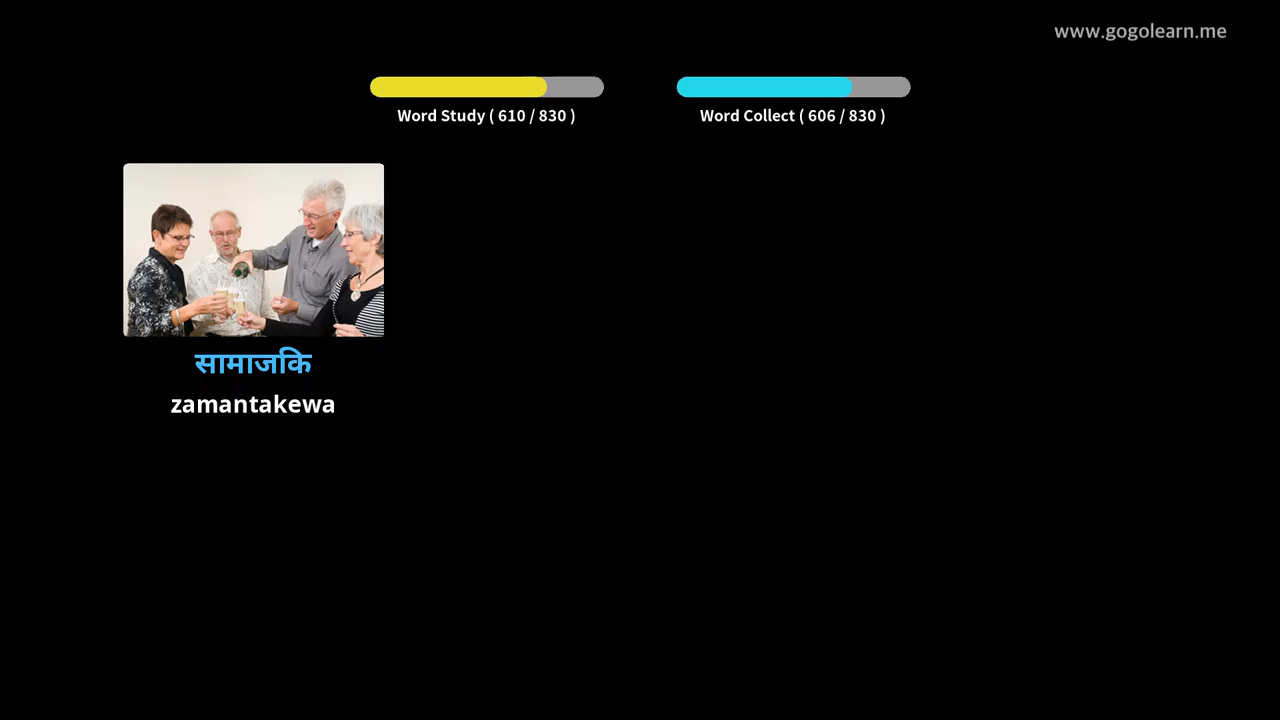 www.gogolearn.me
Word Study ( 610 / 830 )
Word Collect ( 606 / 830 )
सामाजकि
zamantakewa